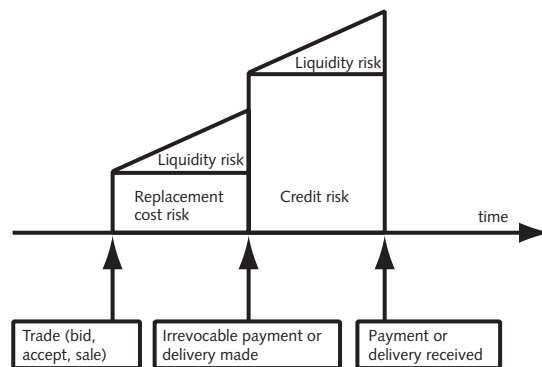 Liquidity risk
Liquidity risk
Replacement
cost risk
Credit risk
time
Trade (bid,
accept, sale)
Irrevocable payment or
delivery made
Payment or
delivery received